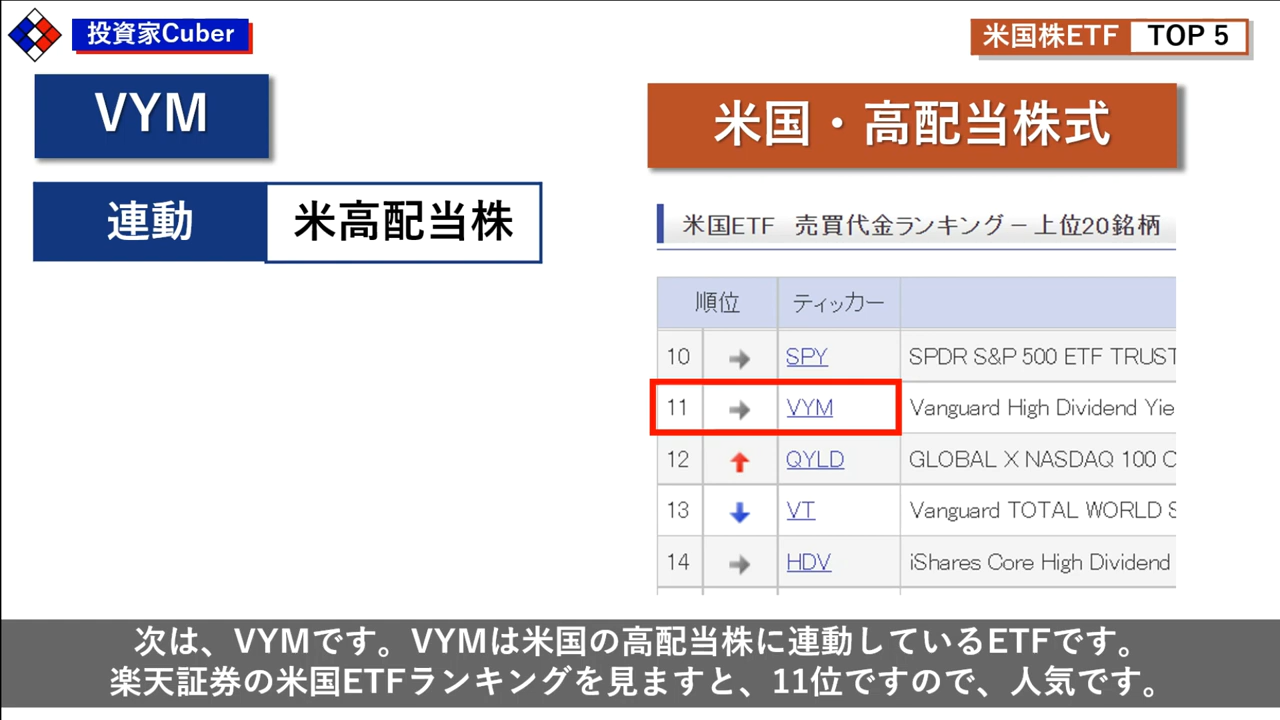 投資家Cuber
米国株ETF TOP 5
VYM
米国・高配当株式
連動 米高配当株
米国ETF 売買代金ランキング－上位20銘柄
順位 ティッカー
10 SPY SPDR S&P 500 ETF TRUST
11 VYM Vanguard High Dividend Yie
12 QYLD GLOBAL X NASDAQ 100 C
13 VT Vanguard TOTAL WORLD S
14 HDV iShares Core High Dividend
次は、VYMです。VYMは米国の高配当株に連動しているETFです。
楽天証券の米国ETFランキングを見ますと、11位ですので、人気です。